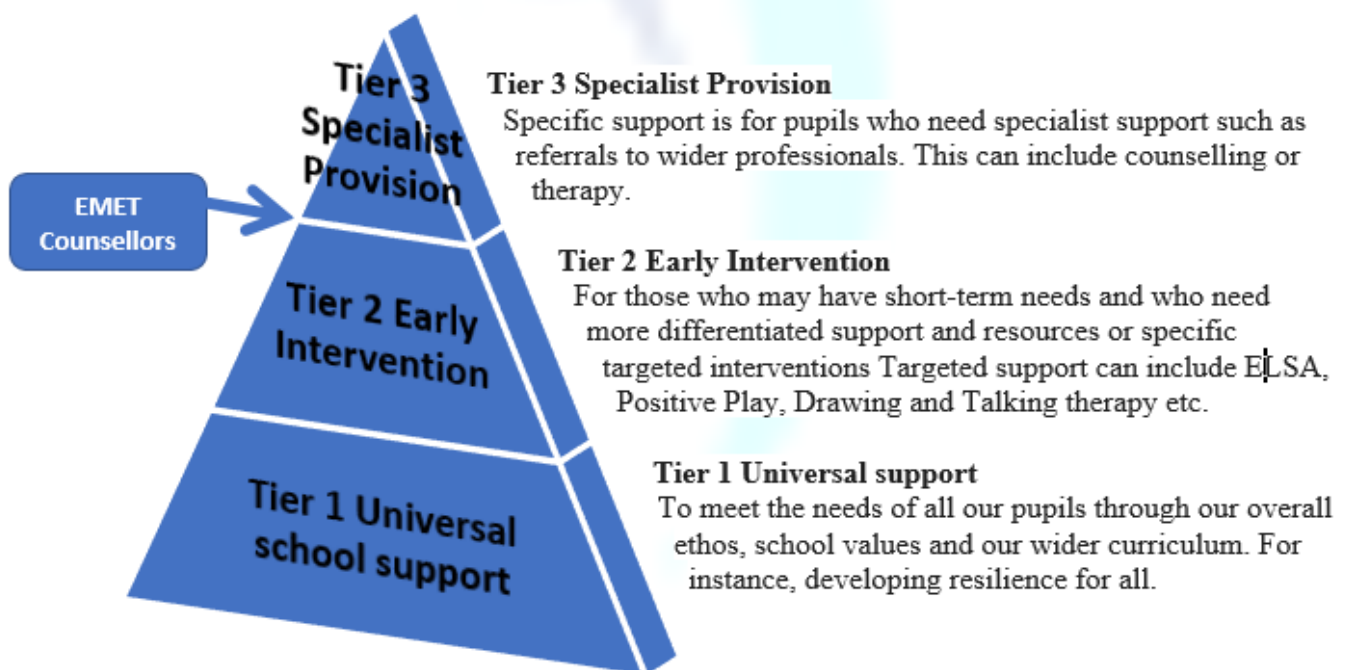 Tier 3
Specialist
Provision
EMET
Counsellors
Tier 2 Early
Intervention
Tier 1 Universal
school support
Tier 3 Specialist Provision
Specific support is for pupils who need specialist support such as
referrals to wider professionals. This can include counselling or
therapy.
Tier 2 Early Intervention
For those who may have short-term needs and who need
more differentiated support and resources or specific
targeted interventions Targeted support can include ELSA,
Positive Play, Drawing and Talking therapy etc.
Tier 1 Universal support
To meet the needs of all our pupils through our overall
ethos, school values and our wider curriculum. For
instance, developing resilience for all.